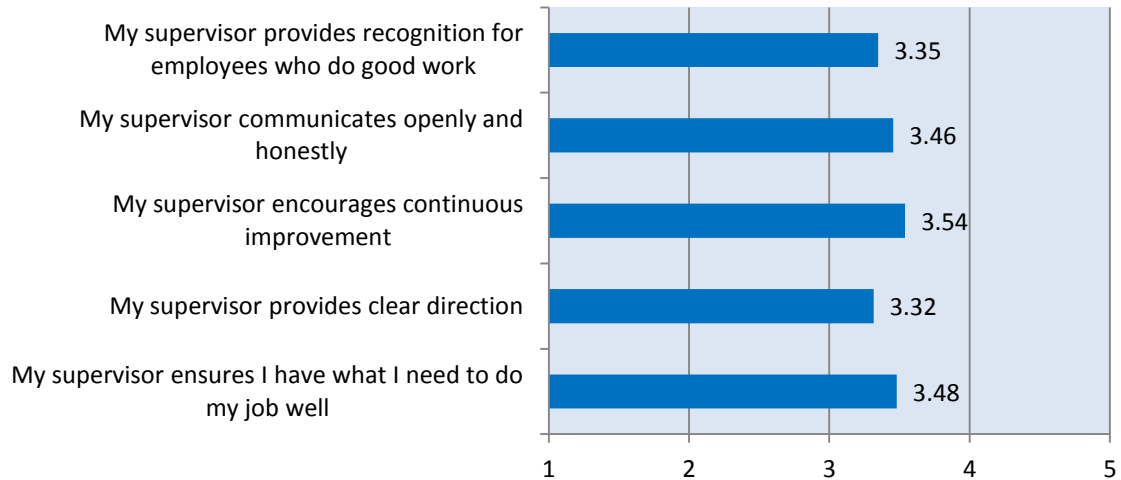 My supervisor provides recognition for
employees who do good work
3.35
My supervisor communicates openly and
honestly
3.46
My supervisor encourages continuous
improvement
3.54
My supervisor provides clear direction
3.32
My supervisor ensures I have what I need to do
my job well
3.48
1 2 3 4 5